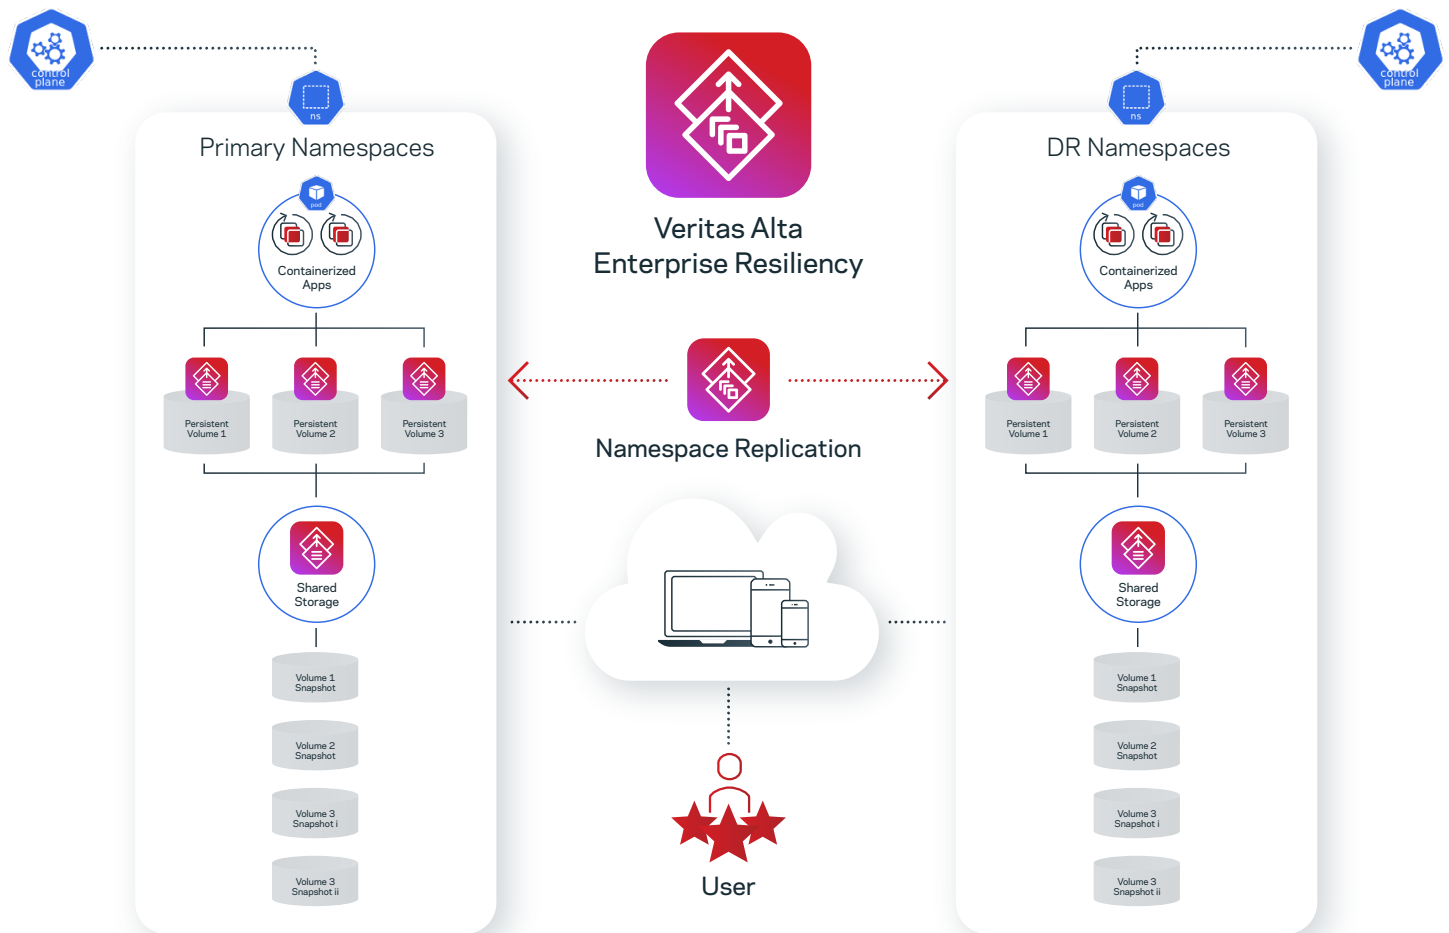 control
plane
ns
Primary Namespaces
pod
Containerized
Apps
Persistent
Volume 1
Persistent
Volume 2
Persistent
Volume 3
Shared
Storage
Volume 1
Snapshot
Volume 2
Snapshot
Volume 3
Snapshot i
Volume 3
Snapshot ii
Veritas Alta
Enterprise Resiliency
Namespace Replication
User
control
plane
ns
DR Namespaces
pod
Containerized
Apps
Persistent
Volume 1
Persistent
Volume 2
Persistent
Volume 3
Shared
Storage
Volume 1
Snapshot
Volume 2
Snapshot
Volume 3
Snapshot i
Volume 3
Snapshot ii